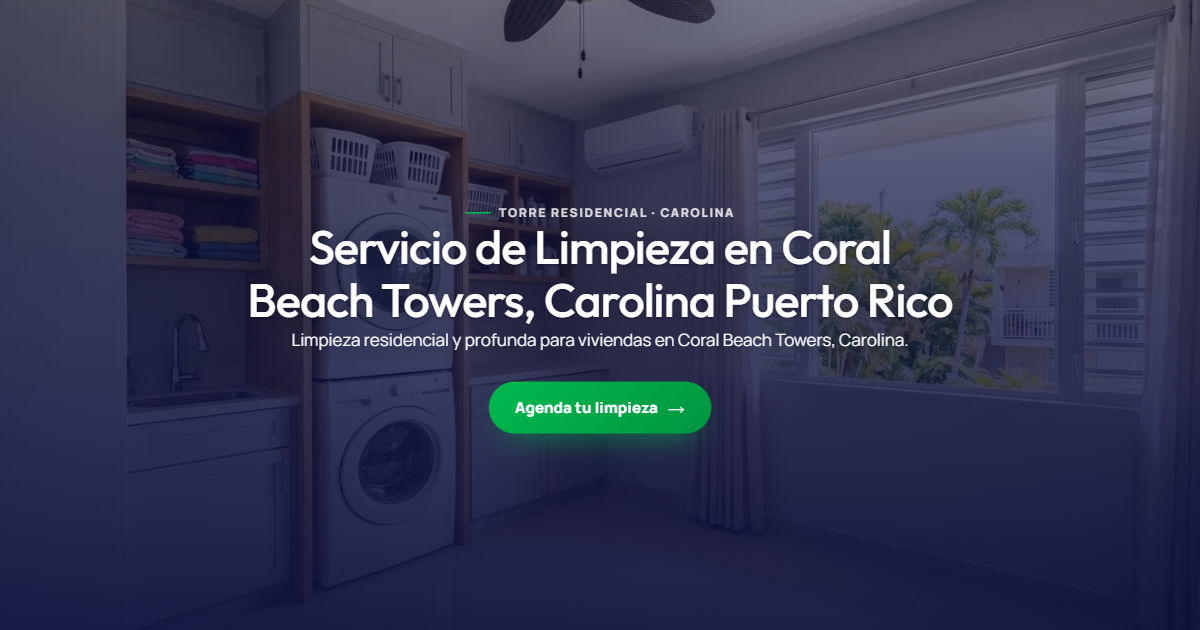 TORRE RESIDENCIAL · CAROLINA
Servicio de Limpieza en Coral
Beach Towers, Carolina Puerto Rico
Limpieza residencial y profunda para viviendas en Coral Beach Towers, Carolina.
Agenda tu limpieza →